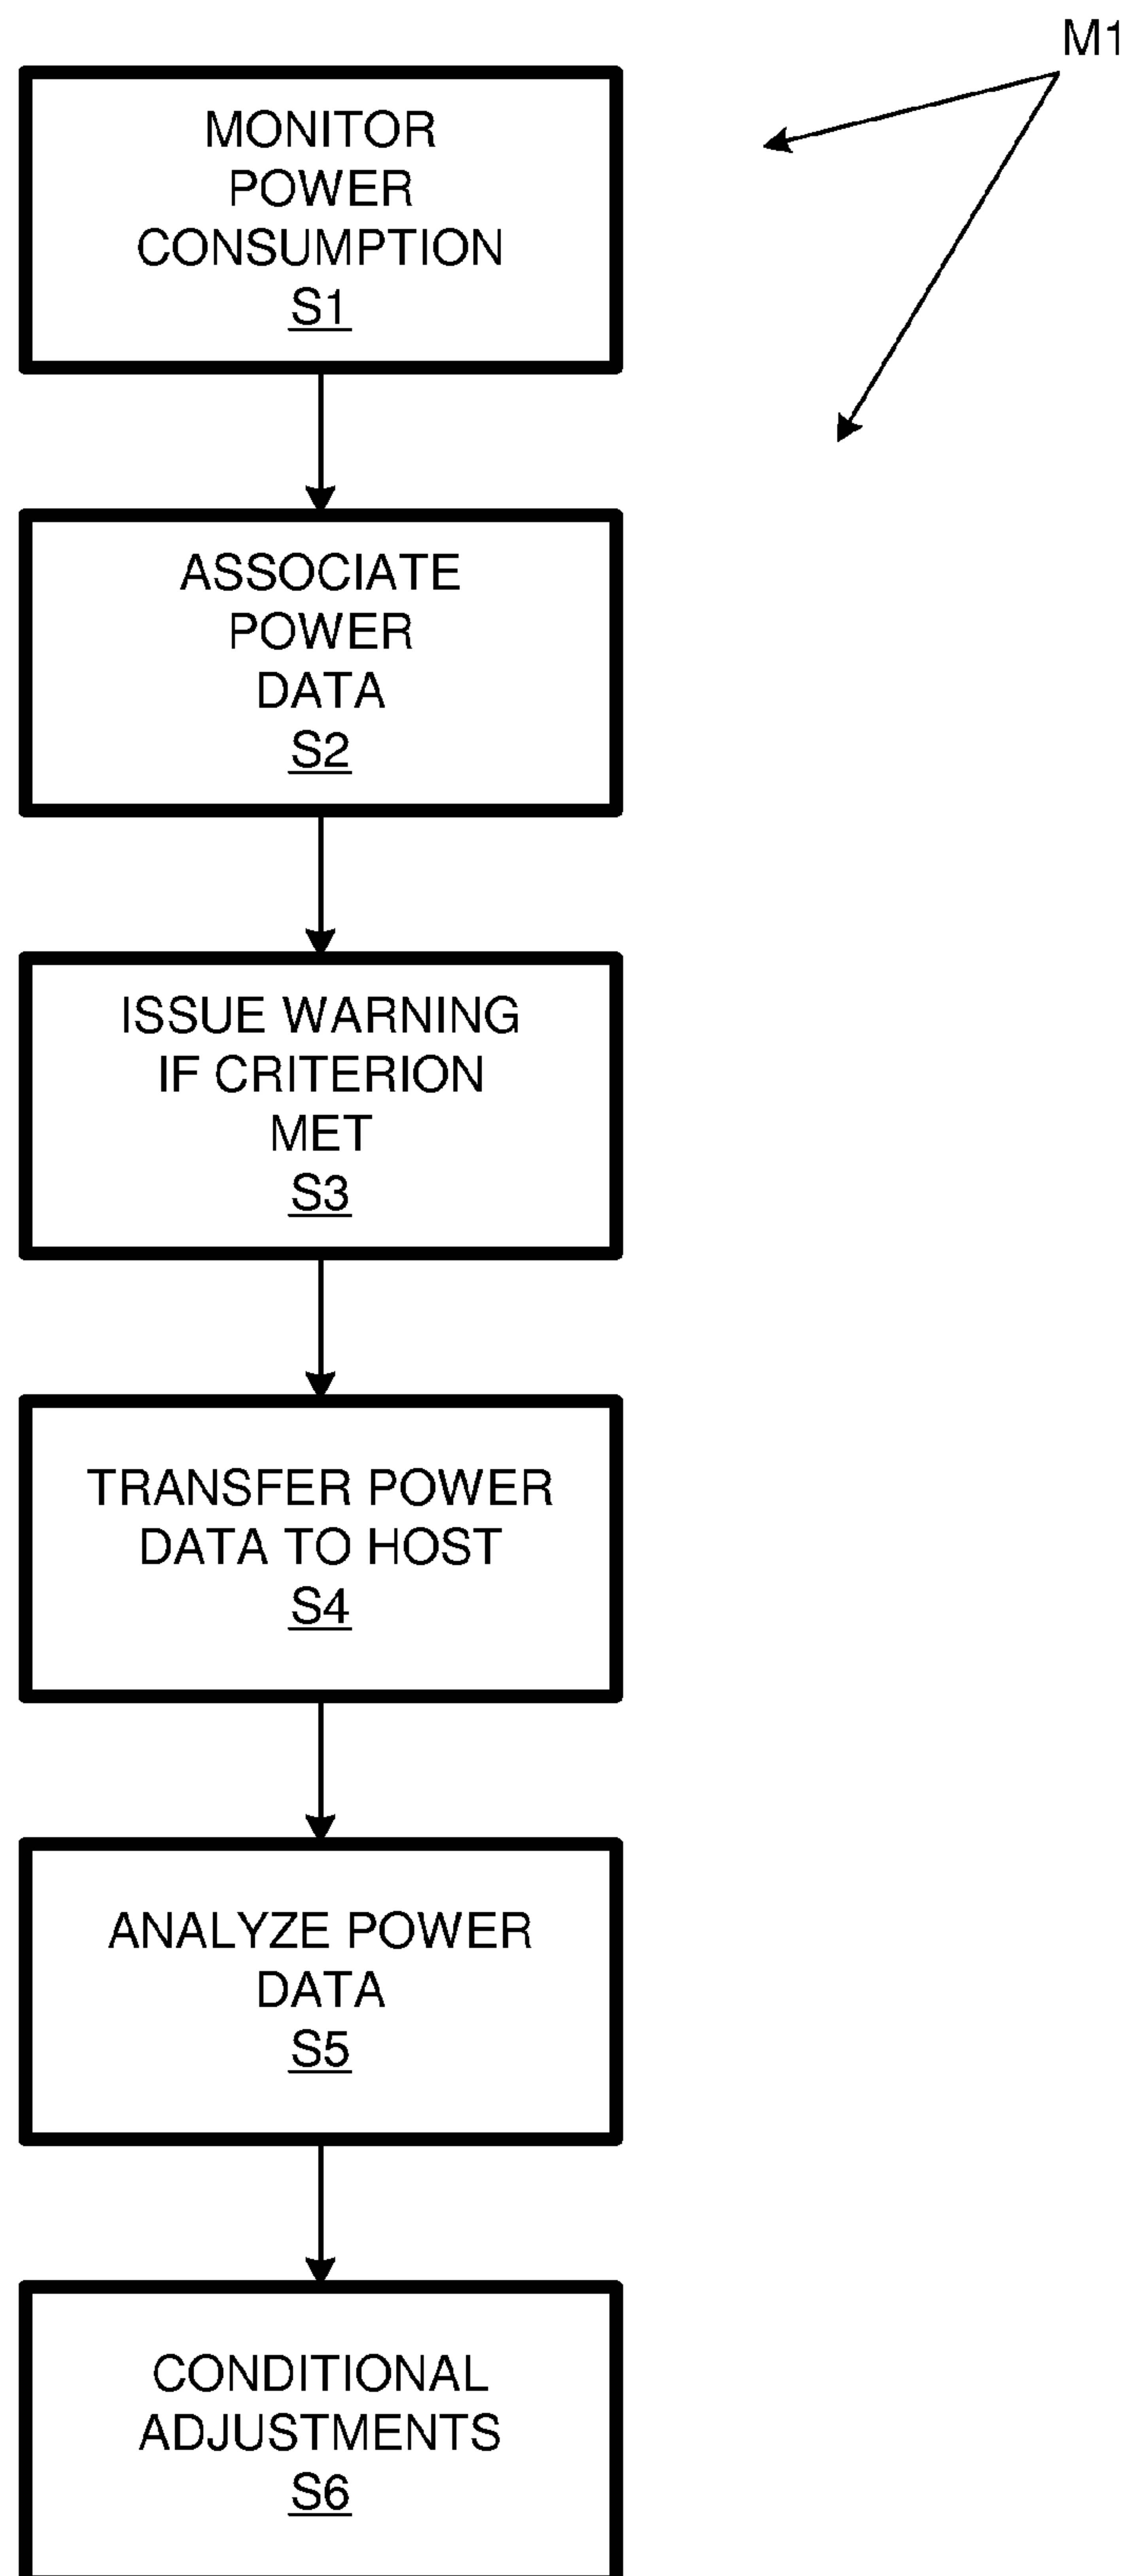 M1
MONITOR
POWER
CONSUMPTION
S1
ASSOCIATE
POWER
DATA
S2
ISSUE WARNING
IF CRITERION
MET
S3
TRANSFER POWER
DATA TO HOST
S4
ANALYZE POWER
DATA
S5
CONDITIONAL
ADJUSTMENTS
S6